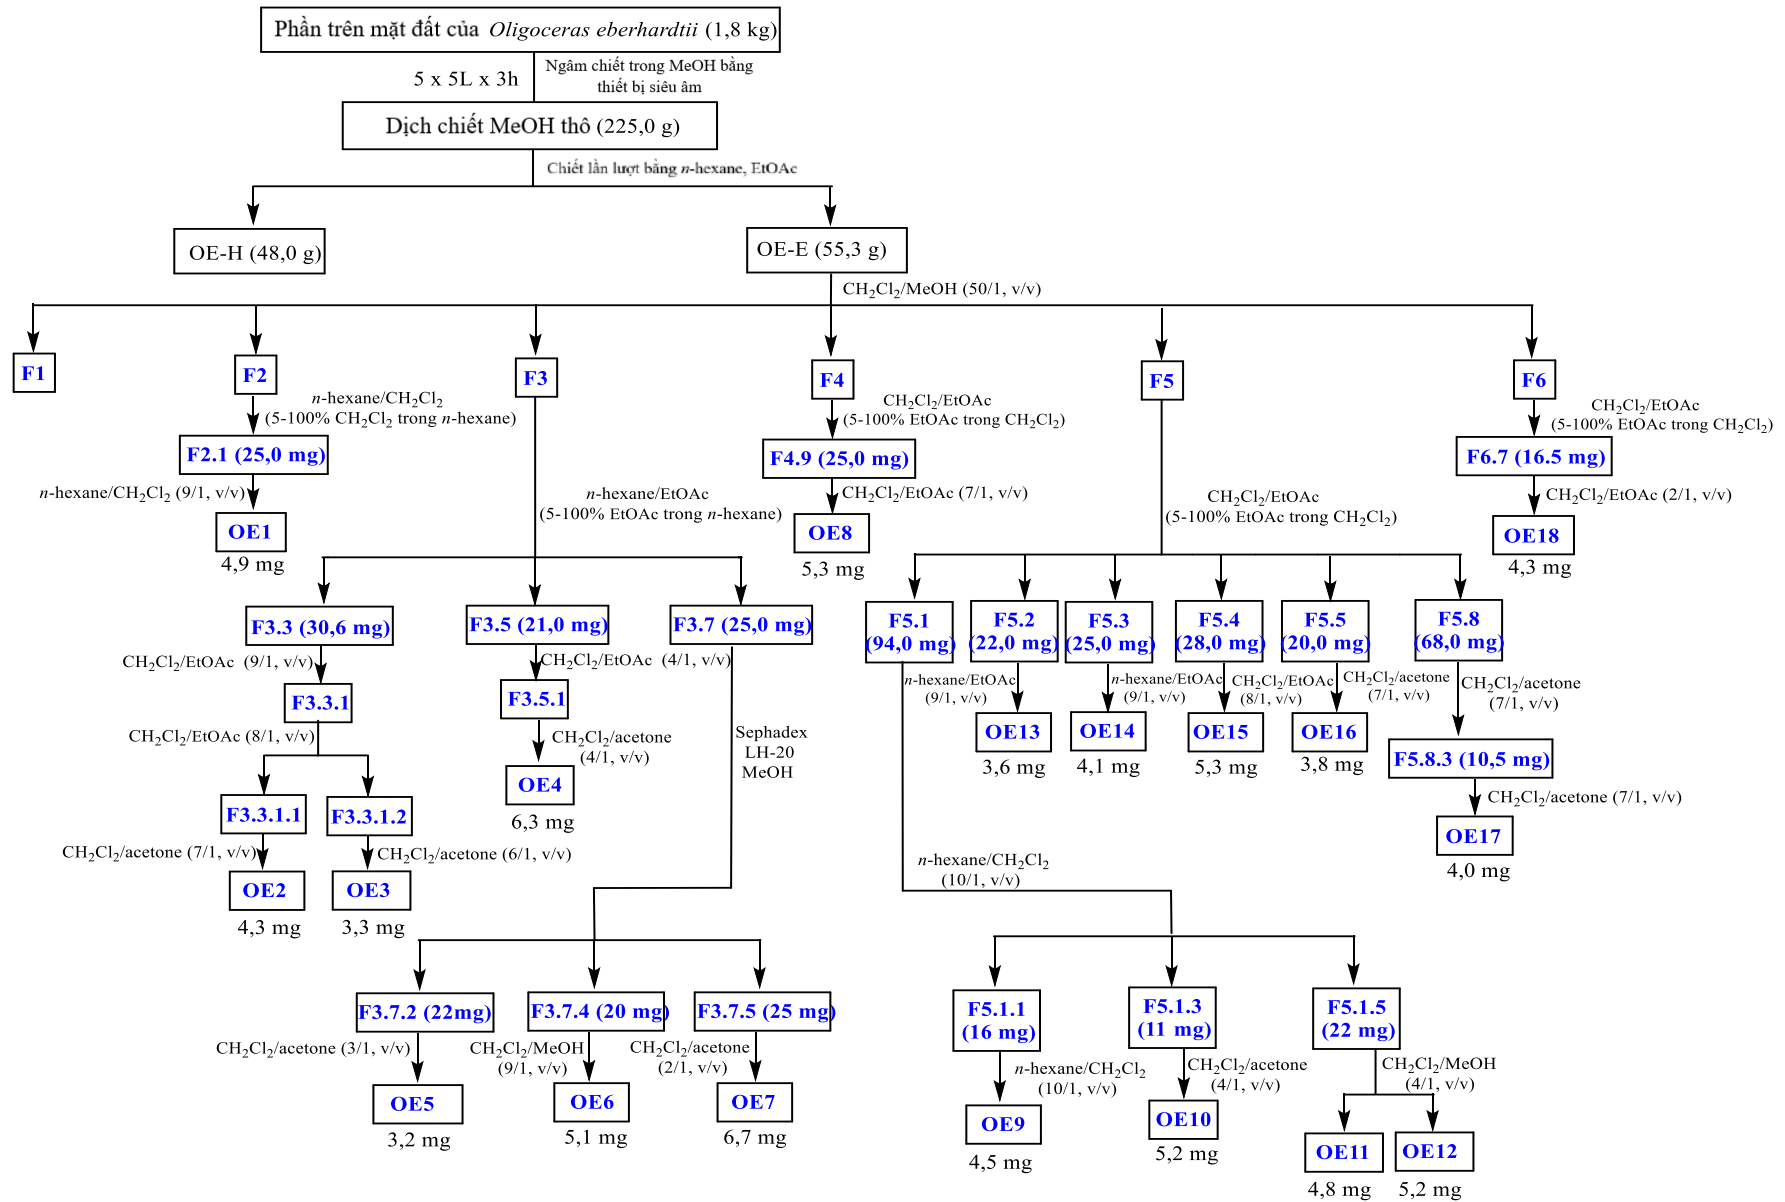 Phần trên mặt đất của Oligoceras eberhardtii (1,8 kg)
5 x 5L x 3h
Ngâm chiết trong MeOH bằng
thiết bị siêu âm
Dịch chiết MeOH thô (225,0 g)
Chiết lần lượt bằng n-hexane, EtOAc
OE-H (48,0 g)
OE-E (55,3 g)
CH2Cl2/MeOH (50/1, v/v)
F1
F2
F3
F4
F5
F6
n-hexane/CH2Cl2
(5-100% CH2Cl2 trong n-hexane)
F2.1 (25,0 mg)
n-hexane/CH2Cl2 (9/1, v/v)
OE1
4,9 mg
n-hexane/EtOAc
(5-100% EtOAc trong n-hexane)
CH2Cl2/EtOAc
(5-100% EtOAc trong CH2Cl2)
F4.9 (25,0 mg)
CH2Cl2/EtOAc (7/1, v/v)
OE8
5,3 mg
CH2Cl2/EtOAc
(5-100% EtOAc trong CH2Cl2)
CH2Cl2/EtOAc
(5-100% EtOAc trong CH2Cl2)
F6.7 (16.5 mg)
CH2Cl2/EtOAc (2/1, v/v)
OE18
4,3 mg
F3.3 (30,6 mg)
F3.5 (21,0 mg)
F3.7 (25,0 mg)
CH2Cl2/EtOAc (9/1, v/v)
F3.3.1
CH2Cl2/EtOAc (8/1, v/v)
F3.3.1.1
F3.3.1.2
CH2Cl2/acetone (7/1, v/v)
CH2Cl2/acetone (6/1, v/v)
OE2
OE3
4,3 mg
3,3 mg
CH2Cl2/EtOAc (4/1, v/v)
F3.5.1
CH2Cl2/acetone
(4/1, v/v)
OE4
6,3 mg
Sephadex
LH-20
MeOH
F3.7.2 (22mg)
F3.7.4 (20 mg)
F3.7.5 (25 mg)
CH2Cl2/acetone (3/1, v/v)
CH2Cl2/MeOH
(9/1, v/v)
CH2Cl2/acetone
(2/1, v/v)
OE5
OE6
OE7
3,2 mg
5,1 mg
6,7 mg
F5.1
(94,0 mg)
F5.2
(22,0 mg)
F5.3
(25,0 mg)
F5.4
(28,0 mg)
F5.5
(20,0 mg)
F5.8
(68,0 mg)
n-hexane/EtOAc
(9/1, v/v)
n-hexane/EtOAc
(9/1, v/v)
CH2Cl2/EtOAc
(8/1, v/v)
CH2Cl2/acetone
(7/1, v/v)
CH2Cl2/acetone
(7/1, v/v)
OE13
OE14
OE15
OE16
3,6 mg
4,1 mg
5,3 mg
3,8 mg
F5.8.3 (10,5 mg)
CH2Cl2/acetone (7/1, v/v)
OE17
4,0 mg
n-hexane/CH2Cl2
(10/1, v/v)
F5.1.1
(16 mg)
F5.1.3
(11 mg)
F5.1.5
(22 mg)
n-hexane/CH2Cl2
(10/1, v/v)
CH2Cl2/acetone
(4/1, v/v)
CH2Cl2/MeOH
(4/1, v/v)
OE9
OE10
OE11
OE12
4,5 mg
5,2 mg
4,8 mg
5,2 mg